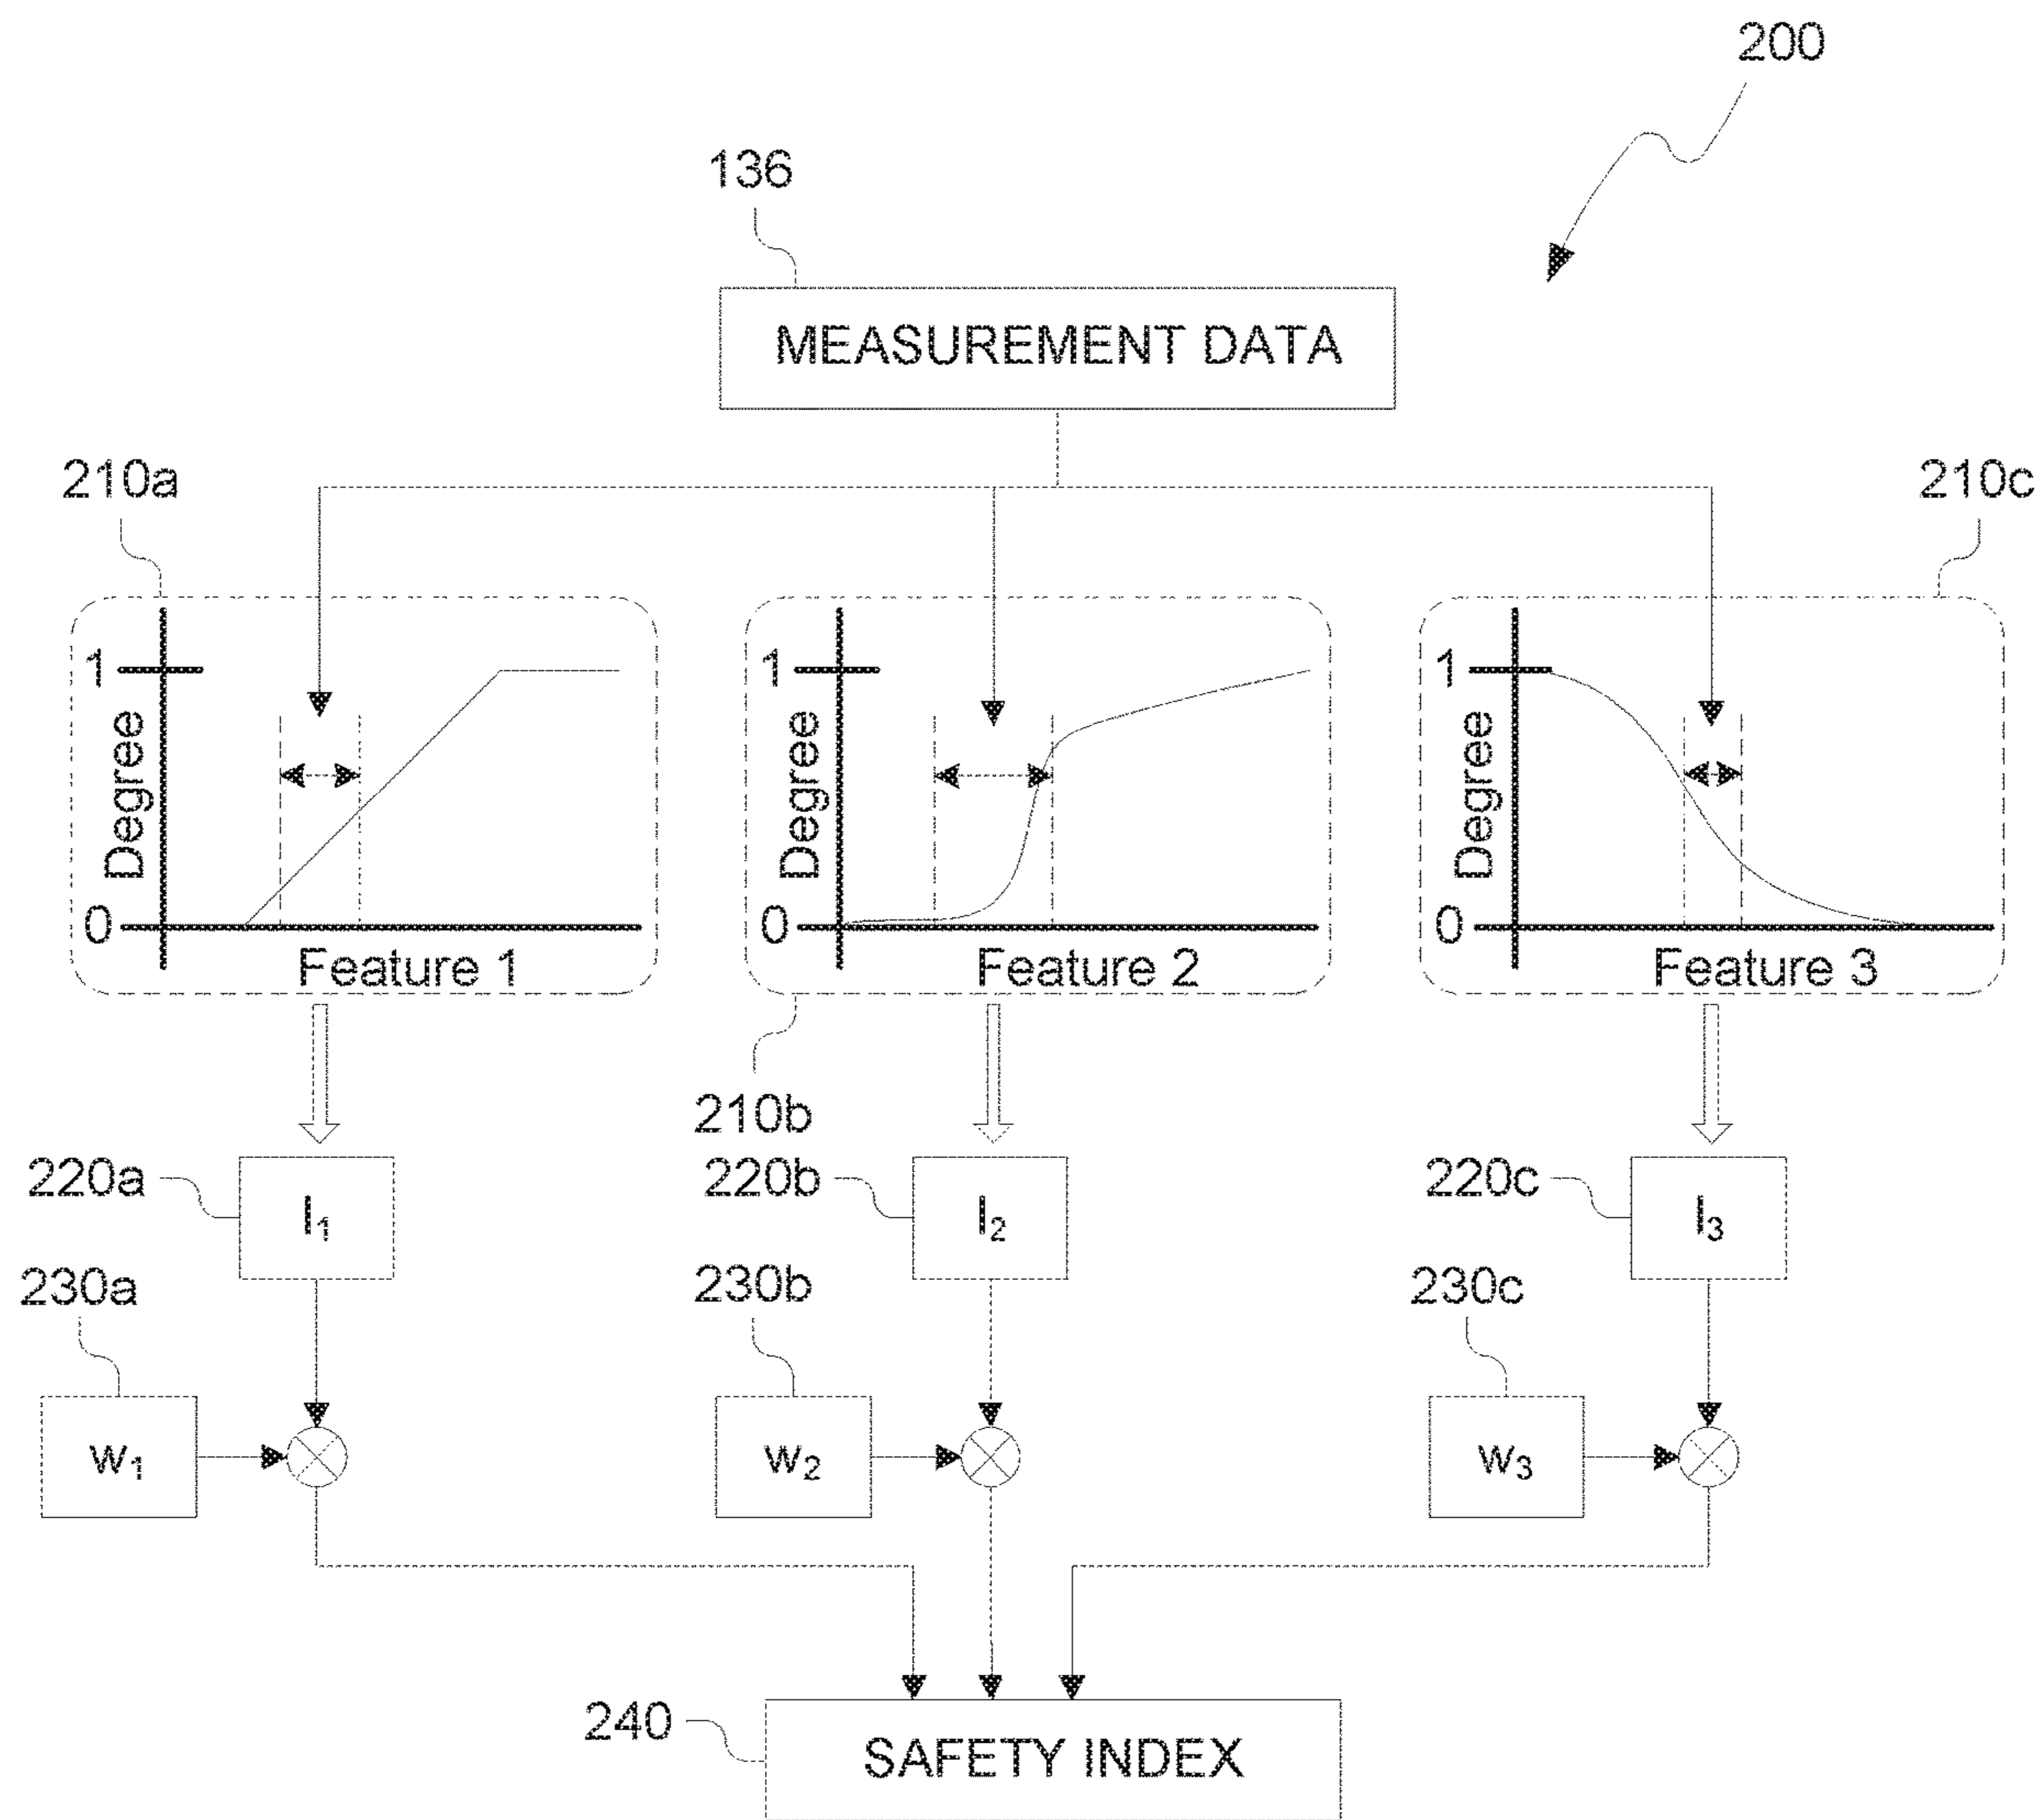 200
136
MEASUREMENT DATA
210a
210c
1
Degree
0
Feature 1
1
Degree
0
Feature 2
1
Degree
0
Feature 3
210b
220a
I₁
220b
I₂
220c
I₃
230a
w₁
230b
w₂
230c
w₃
240
SAFETY INDEX